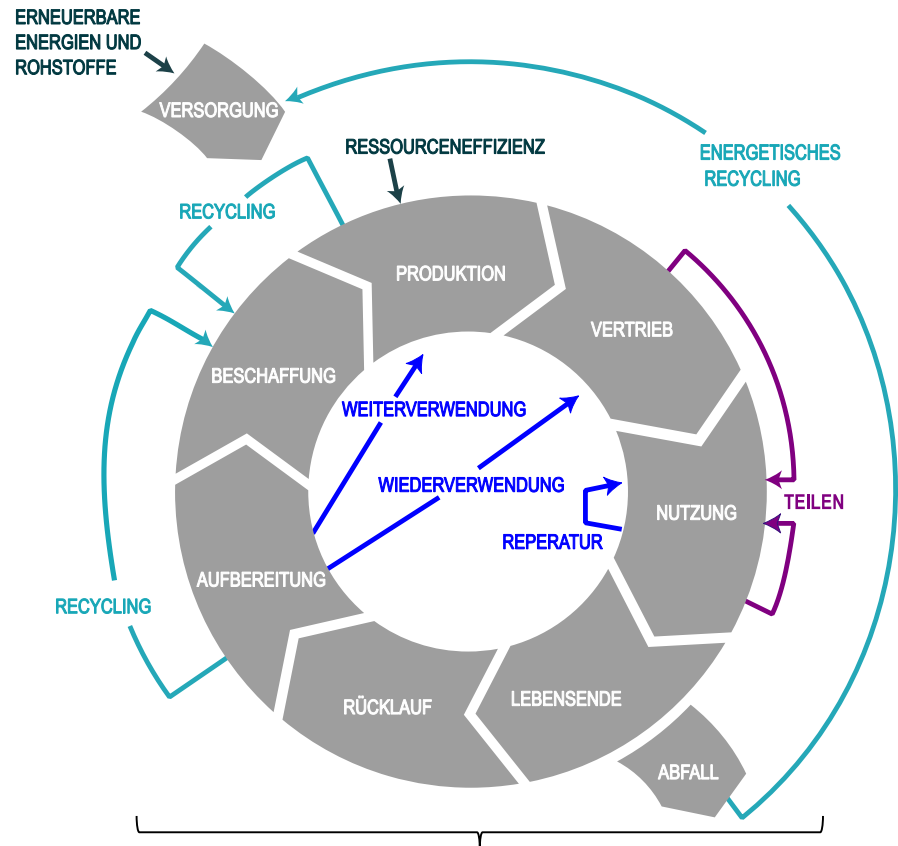 ERNEUERBARE
ENERGIEN UND
ROHSTOFFE
VERSORGUNG
RESSOURCENEFFIZIENZ
ENERGETISCHES
RECYCLING
RECYCLING
PRODUKTION
VERTRIEB
BESCHAFFUNG
WEITERVERWENDUNG
WIEDERVERWENDUNG
TEILEN
NUTZUNG
REPERATUR
AUFBEREITUNG
RECYCLING
LEBENSENDE
RÜCKLAUF
ABFALL